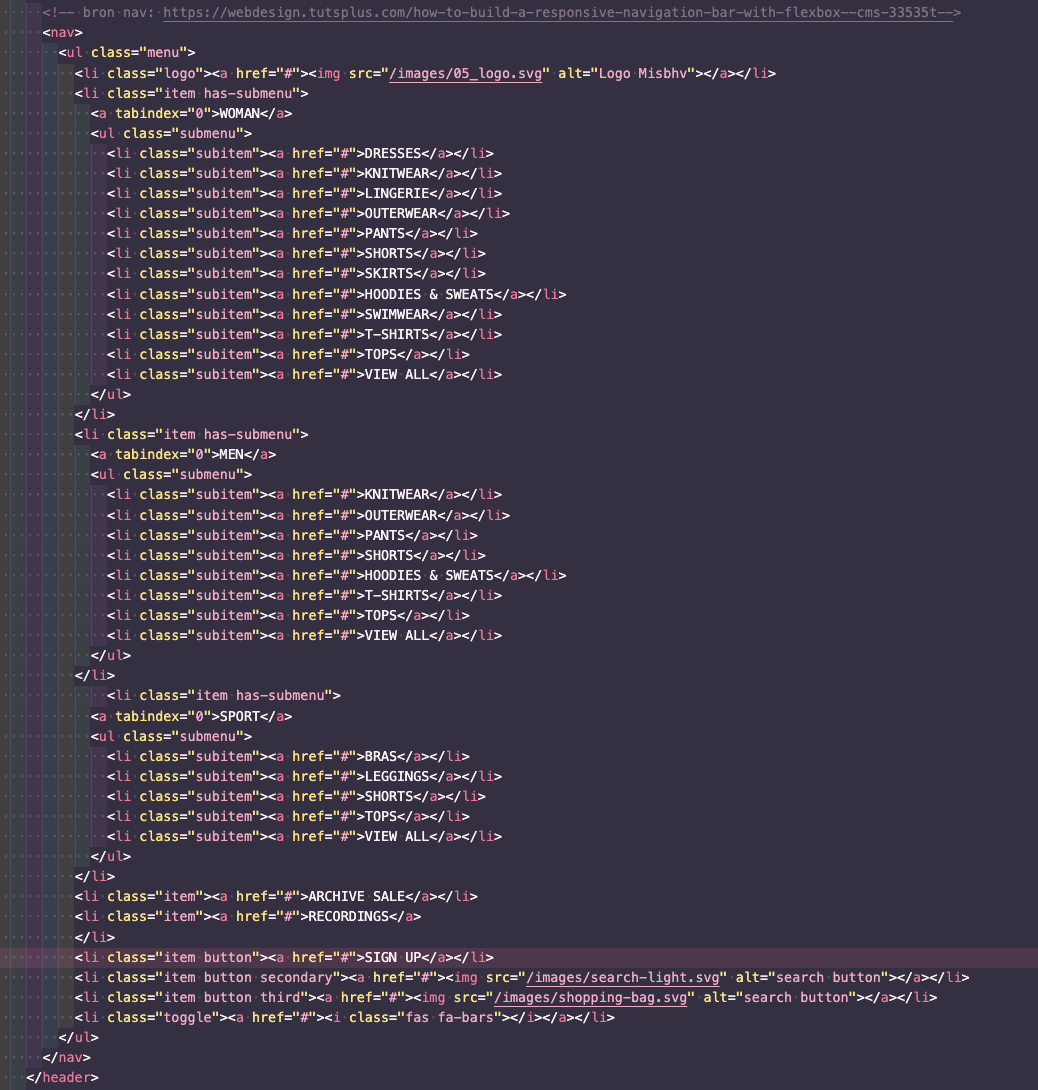 <!-- bron nav: https://webdesign.tutsplus.com/how-to-build-a-responsive-navigation-bar-with-flexbox--cms-33535t-->
<nav>
<ul class="menu">
<li class="logo"><a href="#"><img src="/images/05_logo.svg" alt="Logo Misbhv"></a></li>
<li class="item has-submenu">
<a tabindex="0">WOMAN</a>
<ul class="submenu">
<li class="subitem"><a href="#">DRESSES</a></li>
<li class="subitem"><a href="#">KNITWEAR</a></li>
<li class="subitem"><a href="#">LINGERIE</a></li>
<li class="subitem"><a href="#">OUTERWEAR</a></li>
<li class="subitem"><a href="#">PANTS</a></li>
<li class="subitem"><a href="#">SHORTS</a></li>
<li class="subitem"><a href="#">SKIRTS</a></li>
<li class="subitem"><a href="#">HOODIES & SWEATS</a></li>
<li class="subitem"><a href="#">SWIMWEAR</a></li>
<li class="subitem"><a href="#">T-SHIRTS</a></li>
<li class="subitem"><a href="#">TOPS</a></li>
<li class="subitem"><a href="#">VIEW ALL</a></li>
</ul>
</li>
<li class="item has-submenu">
<a tabindex="0">MEN</a>
<ul class="submenu">
<li class="subitem"><a href="#">KNITWEAR</a></li>
<li class="subitem"><a href="#">OUTERWEAR</a></li>
<li class="subitem"><a href="#">PANTS</a></li>
<li class="subitem"><a href="#">SHORTS</a></li>
<li class="subitem"><a href="#">HOODIES & SWEATS</a></li>
<li class="subitem"><a href="#">T-SHIRTS</a></li>
<li class="subitem"><a href="#">TOPS</a></li>
<li class="subitem"><a href="#">VIEW ALL</a></li>
</ul>
</li>
<li class="item has-submenu">
<a tabindex="0">SPORT</a>
<ul class="submenu">
<li class="subitem"><a href="#">BRAS</a></li>
<li class="subitem"><a href="#">LEGGINGS</a></li>
<li class="subitem"><a href="#">SHORTS</a></li>
<li class="subitem"><a href="#">TOPS</a></li>
<li class="subitem"><a href="#">VIEW ALL</a></li>
</ul>
</li>
<li class="item"><a href="#">ARCHIVE SALE</a></li>
<li class="item"><a href="#">RECORDINGS</a>
</li>
<li class="item button"><a href="#">SIGN UP</a></li>
<li class="item button secondary"><a href="#"><img src="/images/search-light.svg" alt="search button"></a></li>
<li class="item button third"><a href="#"><img src="/images/shopping-bag.svg" alt="search button"></a></li>
<li class="toggle"><a href="#"><i class="fas fa-bars"></i></a></li>
</ul>
</nav>
</header>